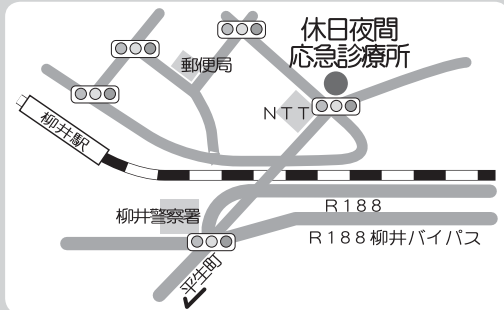 休日夜間
応急診療所
郵便局
NTT
柳井駅
R188
柳井警察署
R188柳井バイパス
平生町